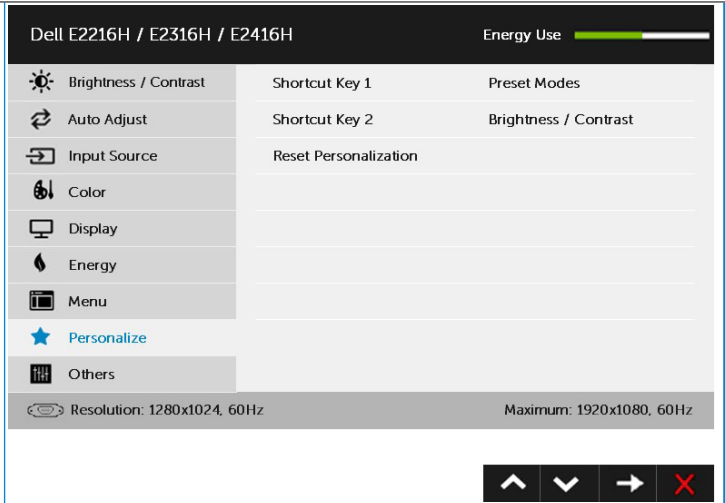 Dell E2216H / E2316H / E2416H Energy Use
Brightness / Contrast Shortcut Key 1 Preset Modes
Auto Adjust Shortcut Key 2 Brightness / Contrast
Input Source Reset Personalization
Color
Display
Energy
Menu
Personalize
Others
Resolution: 1280x1024, 60Hz Maximum: 1920x1080, 60Hz